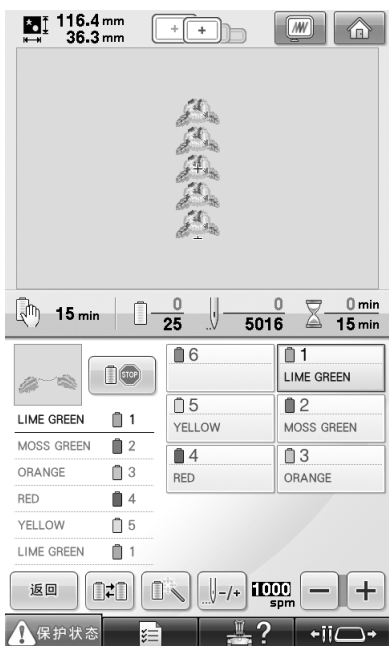 116.4 mm
36.3 mm
15 min
0
25
0
5016
0 min
15 min
STOP
LIME GREEN 1
MOSS GREEN 2
ORANGE 3
RED 4
YELLOW 5
LIME GREEN 1
6
1
LIME GREEN
5
YELLOW
2
MOSS GREEN
4
RED
3
ORANGE
返回
-/+
1000
spm
− +
保护状态
?